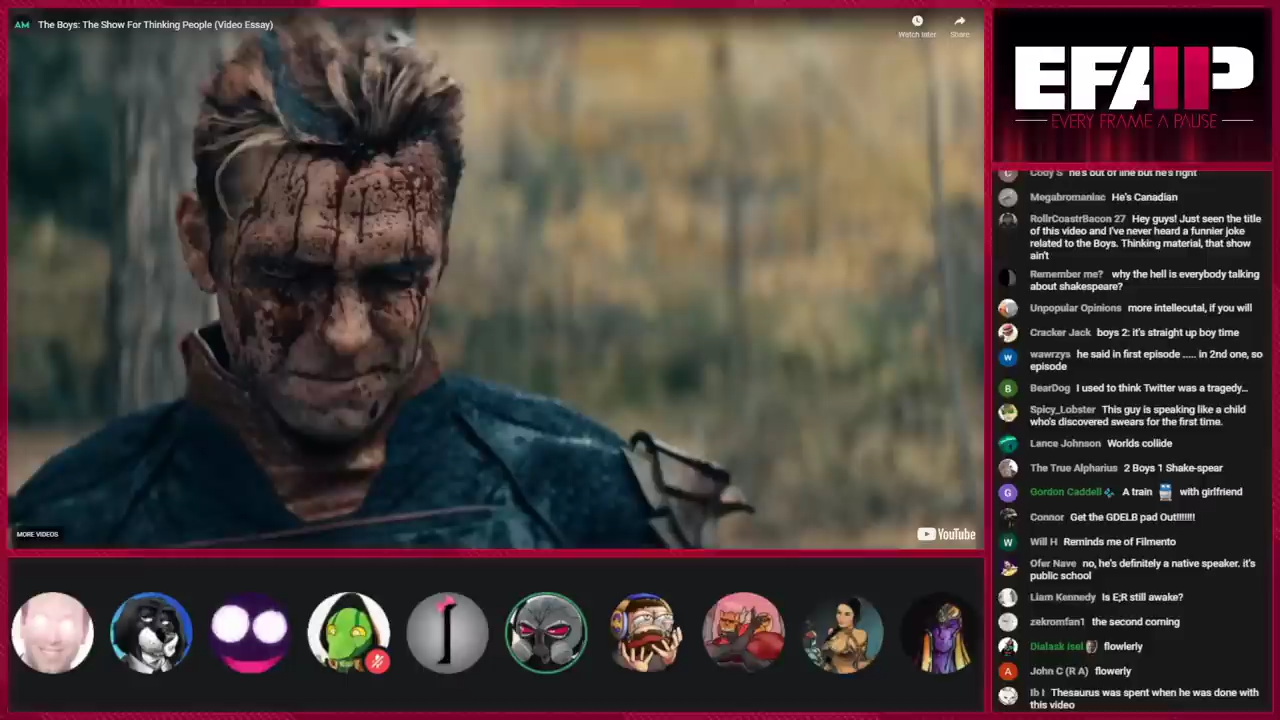 AM The Boys: The Show For Thinking People (Video Essay)
Watch later
Share
MORE VIDEOS
YouTube
EFAP
EVERY FRAME A PAUSE
C Cody S he's out of line but he's right
Megabromaniac He's Canadian
RollrCoastrBacon 27 Hey guys! Just seen the title
of this video and I've never heard a funnier joke
related to the Boys. Thinking material, that show
ain't
Remember me? why the hell is everybody talking
about shakespeare?
Unpopular Opinions more intellecutal, if you will
Cracker Jack boys 2: it's straight up boy time
W wawrzys he said in first episode ..... in 2nd one, so
episode
B BearDog I used to think Twitter was a tragedy...
Spicy_Lobster This guy is speaking like a child
who's discovered swears for the first time.
Lance Johnson Worlds collide
The True Alpharius 2 Boys 1 Shake-spear
G Gordon Caddell A train with girlfriend
Connor Get the GDELB pad Out!!!!!!!
W Will H Reminds me of Filmento
Ofer Nave no, he's definitely a native speaker. it's
public school
Liam Kennedy Is E;R still awake?
zekromfan1 the second coming
Dialask Isel flowlerly
A John C (R A) flowerly
Ib I Thesaurus was spent when he was done with
this video